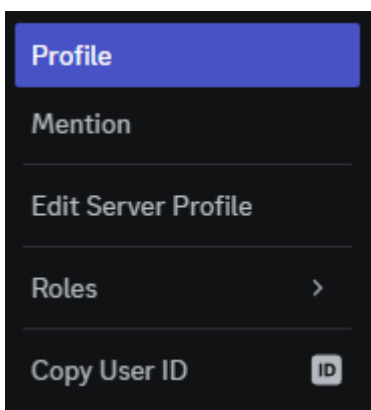 Profile
Mention
Edit Server Profile
Roles
Copy User ID ID